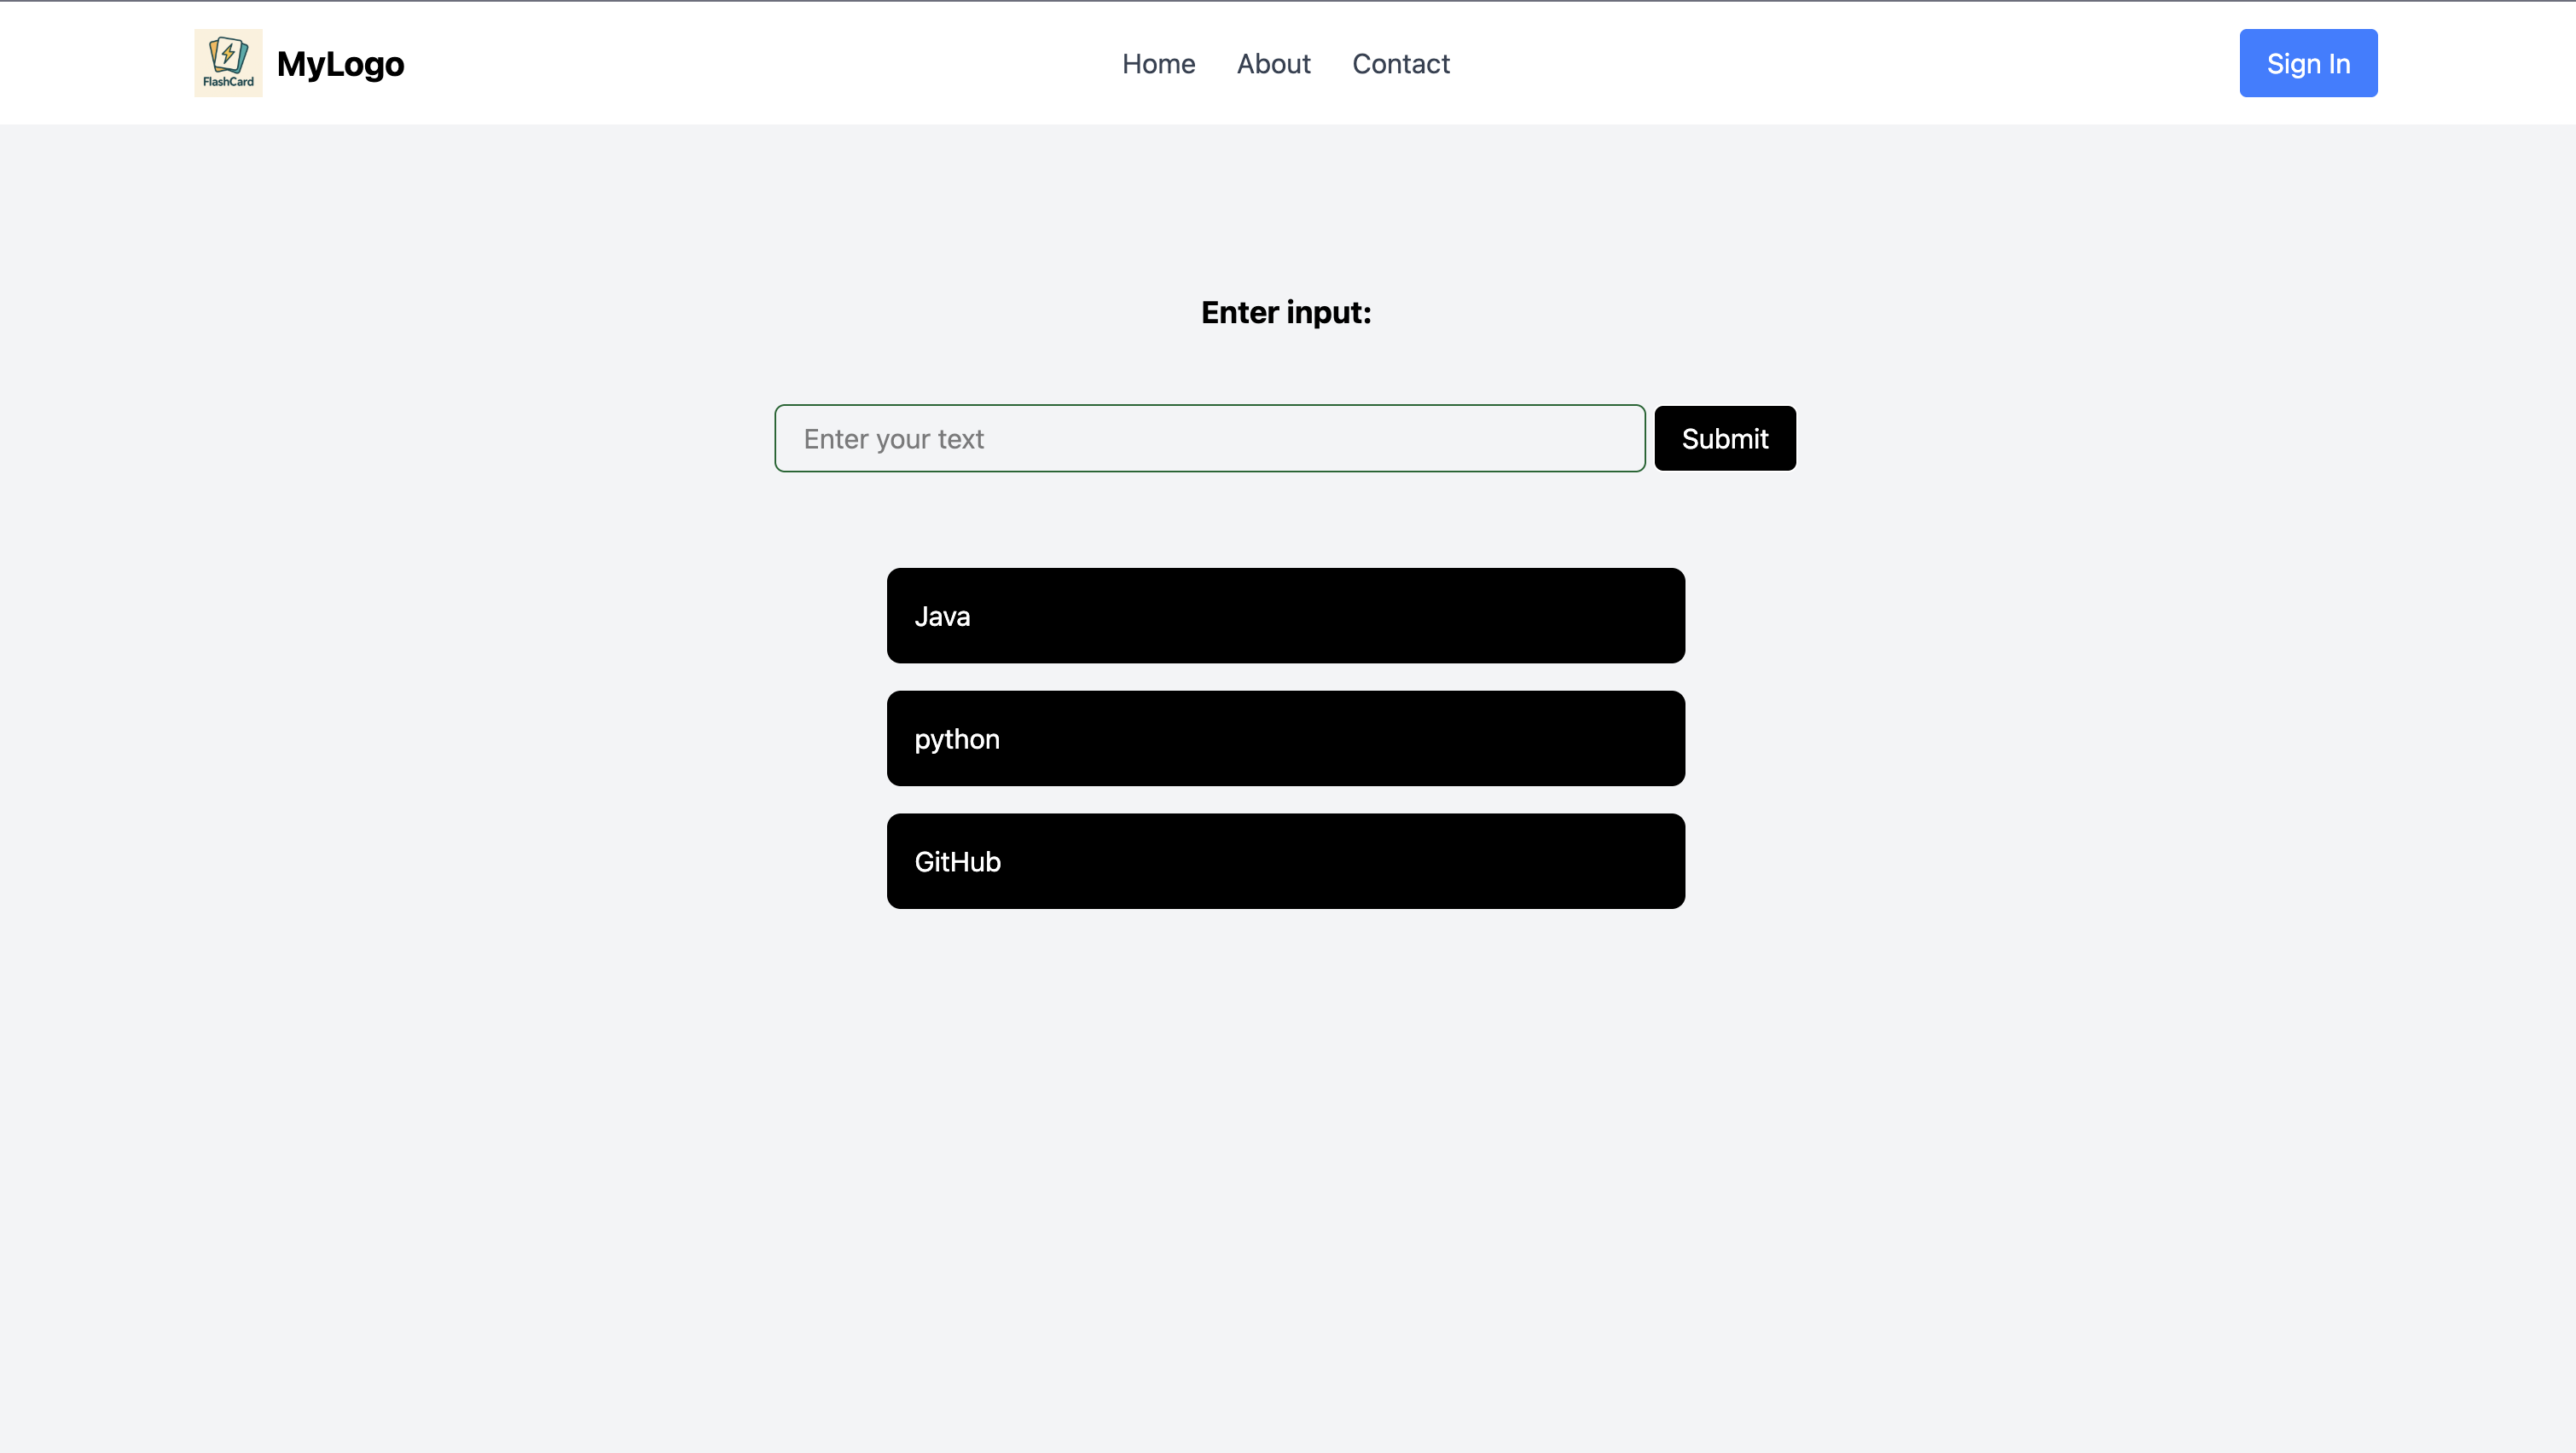 FlashCard
MyLogo
Home About Contact
Sign In
Enter input:
Enter your text
Submit
Java
python
GitHub